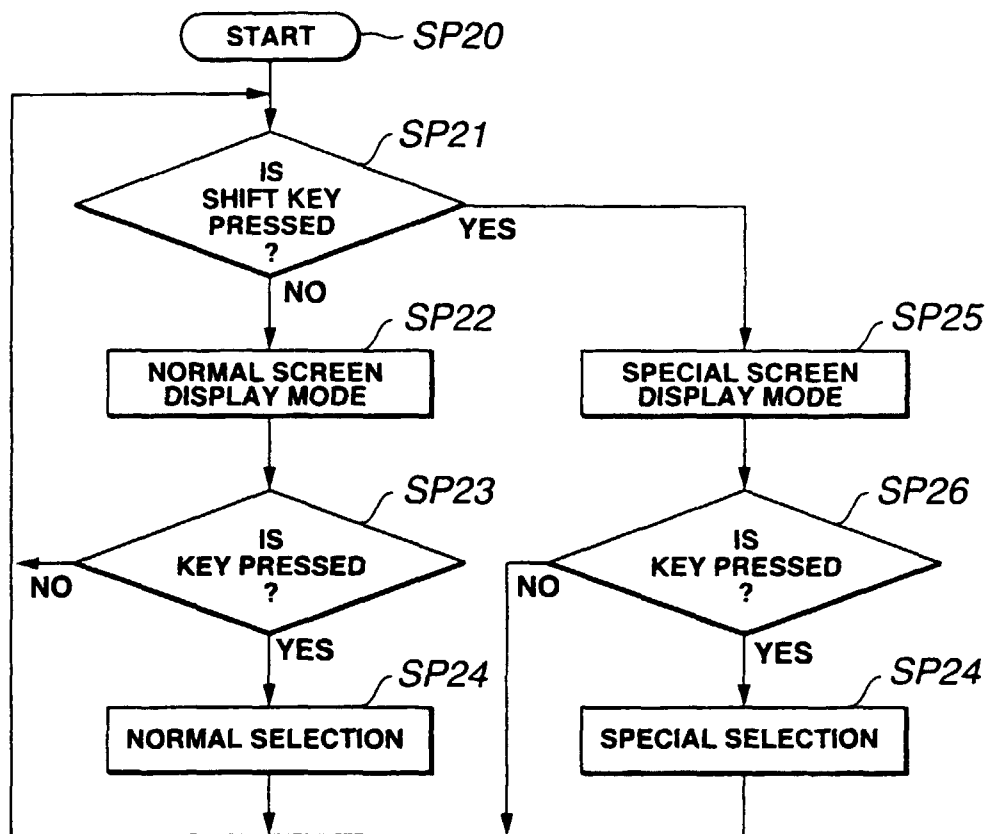 START
SP20
SP21
IS
SHIFT KEY
PRESSED
?
YES
NO
SP22
NORMAL SCREEN
DISPLAY MODE
SP25
SPECIAL SCREEN
DISPLAY MODE
SP23
IS
KEY PRESSED
?
NO
YES
SP26
IS
KEY PRESSED
?
NO
YES
SP24
NORMAL SELECTION
SP24
SPECIAL SELECTION